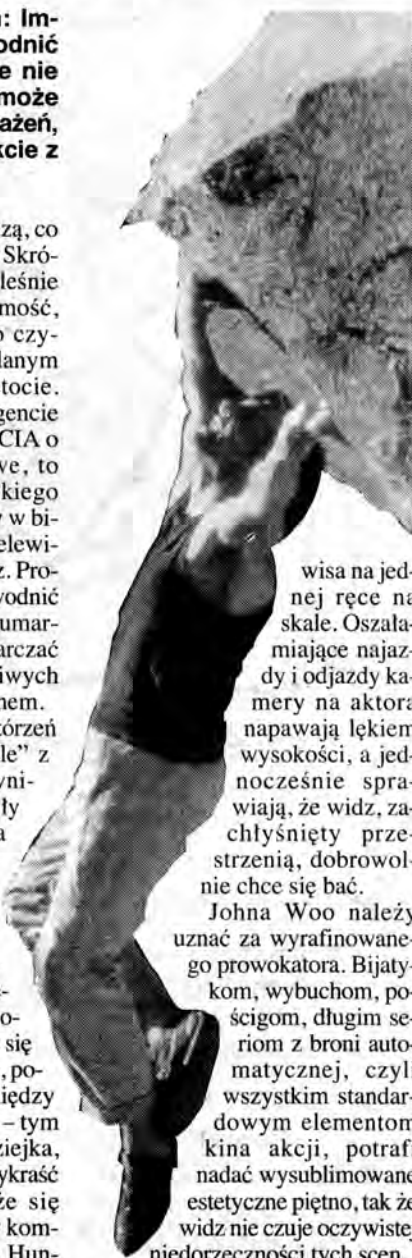 : Im-
odnić
e nie
może
ażeń,
kcie z
zą, co
Skró-
leśnie
mość,
o czy-
lanym
tocie.
gencie
CIA o
ve, to
kiego
w bi-
elewi-
z. Pro-
odnić
umar-
arczać
iwych
nem.
tórzeń
le” z
yni-
ły
a
o-
się
, po-
iędzy
– tym
ziejka,
ykraść
że się
kom-
Hun-
wisa na jed-
nej ręce na
skale. Oszała-
miające najaz-
dy i odjazdy ka-
mery na aktora
napawają lękiem
wysokości, a jed-
nocześnie spra-
wiają, że widz, za-
chłyśnięty prze-
strzenią, dobrowol-
nie chce się bać.
Johna Woo należy
uznać za wyrafinowane-
go prowokatora. Bijaty-
kom, wybuchom, po-
ścigom, długim se-
riom z broni auto-
matycznej, czyli
wszystkim standar-
dowym elementom
kina akcji, potrafi
nadać wysublimowane
estetyczne piętno, tak że
widz nie czuje oczywistej
niedorzeczności tych scen.